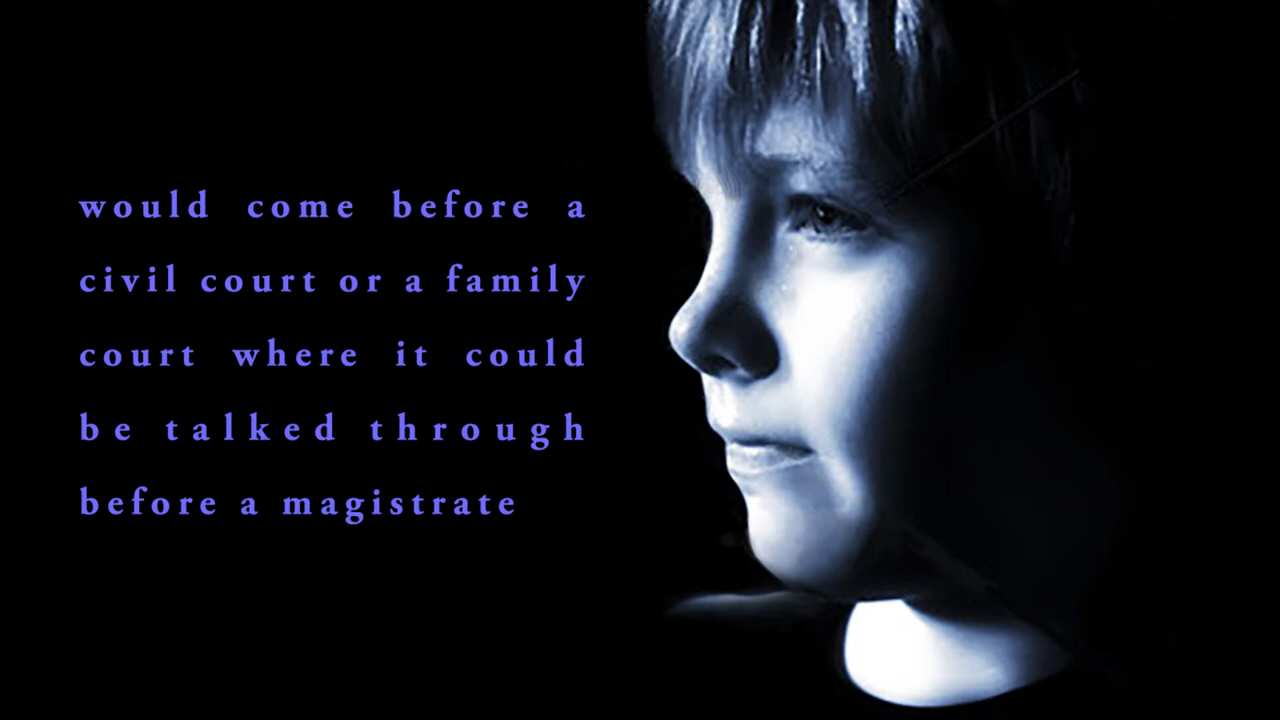 would come before a
civil court or a family
court where it could
be talked through
before a magistrate